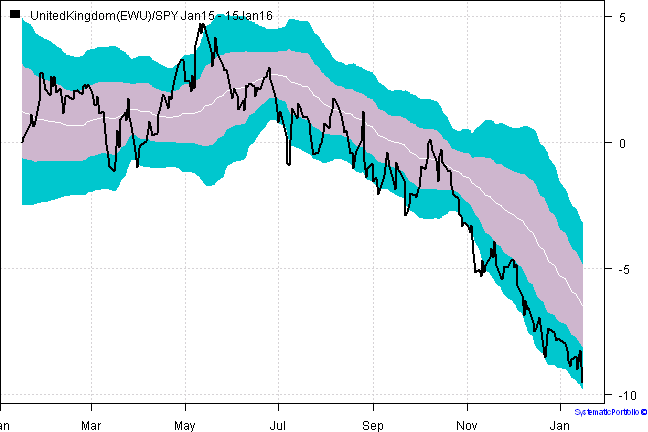 UnitedKingdom(EWU)/SPY Jan15 - 15Jan16
5
0
-5
-10
an
Mar
May
Jul
Sep
Nov
Jan
SystematicPortfolio ©